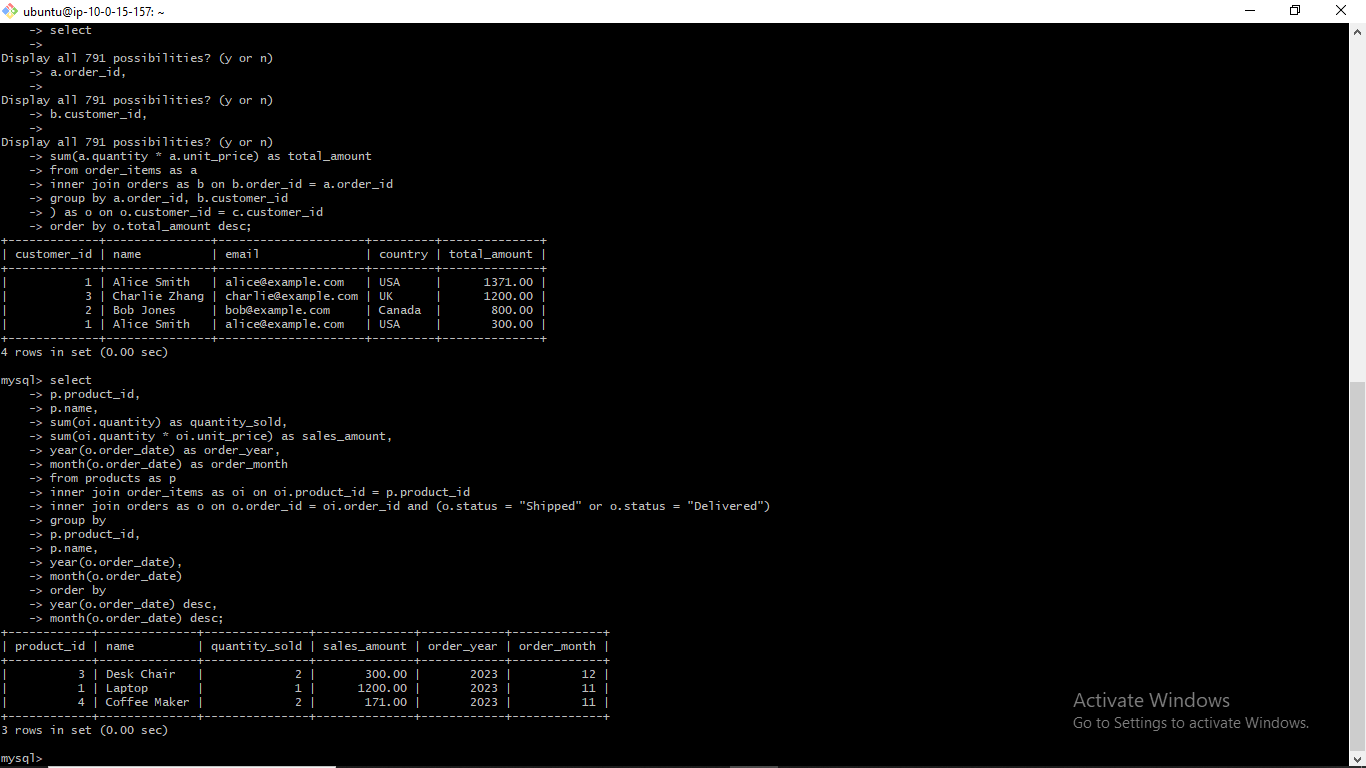 ubuntu@ip-10-0-15-157: ~
    -> select
    ->
Display all 791 possibilities? (y or n)
    -> a.order_id,
    ->
Display all 791 possibilities? (y or n)
    -> b.customer_id,
    ->
Display all 791 possibilities? (y or n)
    -> sum(a.quantity * a.unit_price) as total_amount
    -> from order_items as a
    -> inner join orders as b on b.order_id = a.order_id
    -> group by a.order_id, b.customer_id
    -> ) as o on o.customer_id = c.customer_id
    -> order by o.total_amount desc;
+-------------+---------------+---------------------+---------+--------------+
| customer_id | name          | email               | country | total_amount |
+-------------+---------------+---------------------+---------+--------------+
|           1 | Alice Smith   | alice@example.com   | USA     |      1371.00 |
|           3 | Charlie Zhang | charlie@example.com | UK      |      1200.00 |
|           2 | Bob Jones     | bob@example.com     | Canada  |       800.00 |
|           1 | Alice Smith   | alice@example.com   | USA     |       300.00 |
+-------------+---------------+---------------------+---------+--------------+
4 rows in set (0.00 sec)
mysql> select
    -> p.product_id,
    -> p.name,
    -> sum(oi.quantity) as quantity_sold,
    -> sum(oi.quantity * oi.unit_price) as sales_amount,
    -> year(o.order_date) as order_year,
    -> month(o.order_date) as order_month
    -> from products as p
    -> inner join order_items as oi on oi.product_id = p.product_id
    -> inner join orders as o on o.order_id = oi.order_id and (o.status = "Shipped" or o.status = "Delivered")
    -> group by
    -> p.product_id,
    -> p.name,
    -> year(o.order_date),
    -> month(o.order_date)
    -> order by
    -> year(o.order_date) desc,
    -> month(o.order_date) desc;
+------------+--------------+---------------+--------------+------------+-------------+
| product_id | name         | quantity_sold | sales_amount | order_year | order_month |
+------------+--------------+---------------+--------------+------------+-------------+
|          3 | Desk Chair   |             2 |       300.00 |       2023 |          12 |
|          1 | Laptop       |             1 |      1200.00 |       2023 |          11 |
|          4 | Coffee Maker |             2 |       171.00 |       2023 |          11 |
+------------+--------------+---------------+--------------+------------+-------------+
3 rows in set (0.00 sec)
mysql>
Activate Windows
Go to Settings to activate Windows.